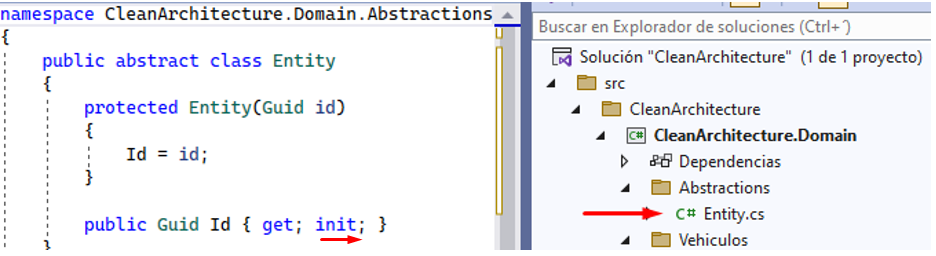 namespace CleanArchitecture.Domain.Abstractions
{
public abstract class Entity
{
protected Entity(Guid id)
{
Id = id;
}
public Guid Id { get; init; }
}
Buscar en Explorador de soluciones (Ctrl+´)
Solución "CleanArchitecture" (1 de 1 proyecto)
src
CleanArchitecture
C# CleanArchitecture.Domain
Dependencias
Abstractions
C# Entity.cs
Vehiculos